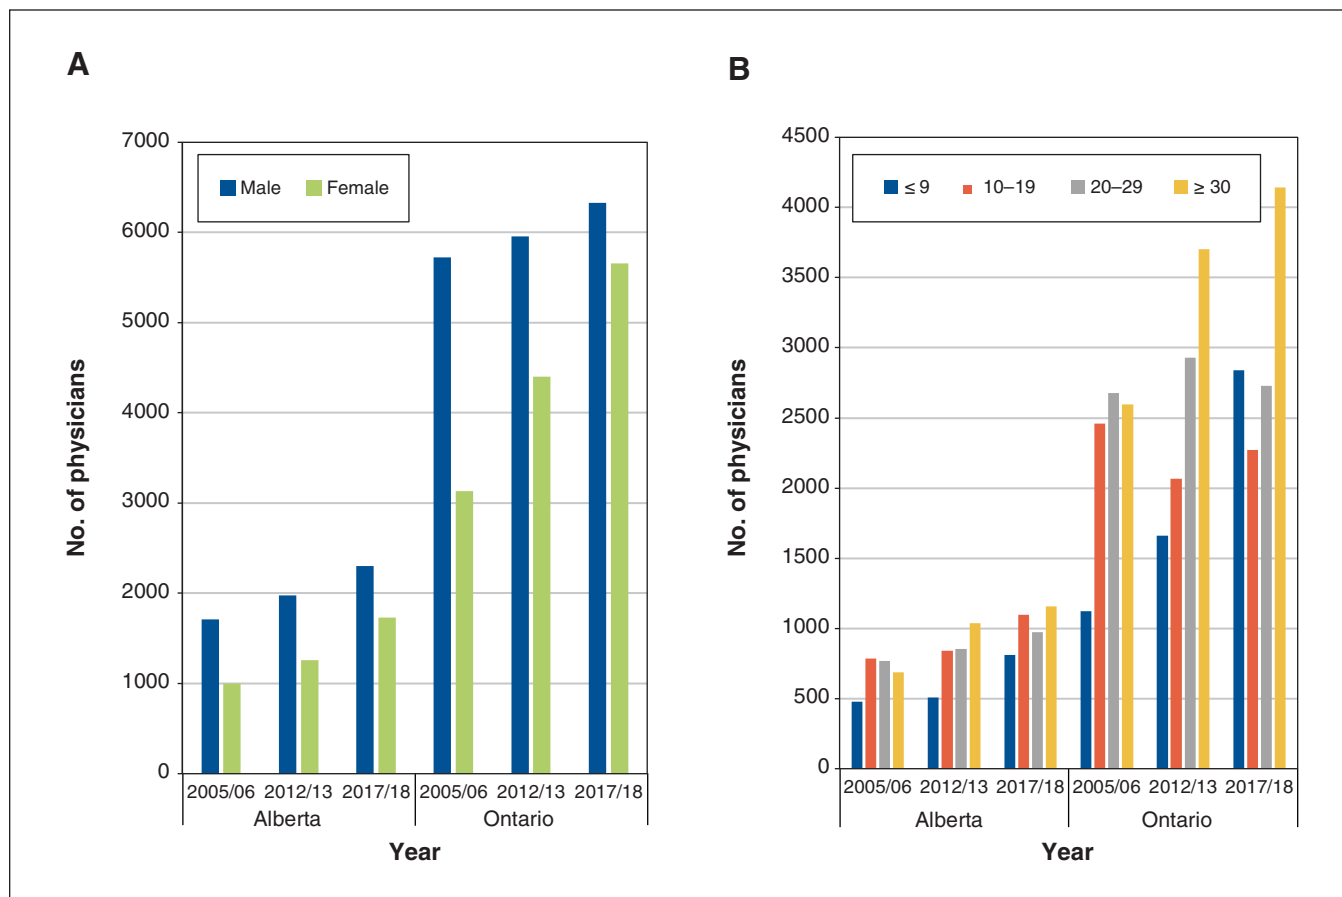 A
7000
6000
5000
4000
3000
2000
1000
0
No. of physicians
Male Female
2005/06 2012/13 2017/18 2005/06 2012/13 2017/18
Alberta Ontario
Year
B
4500
4000
3500
3000
2500
2000
1500
1000
500
0
No. of physicians
≤ 9 10–19 20–29 ≥ 30
2005/06 2012/13 2017/18 2005/06 2012/13 2017/18
Alberta Ontario
Year